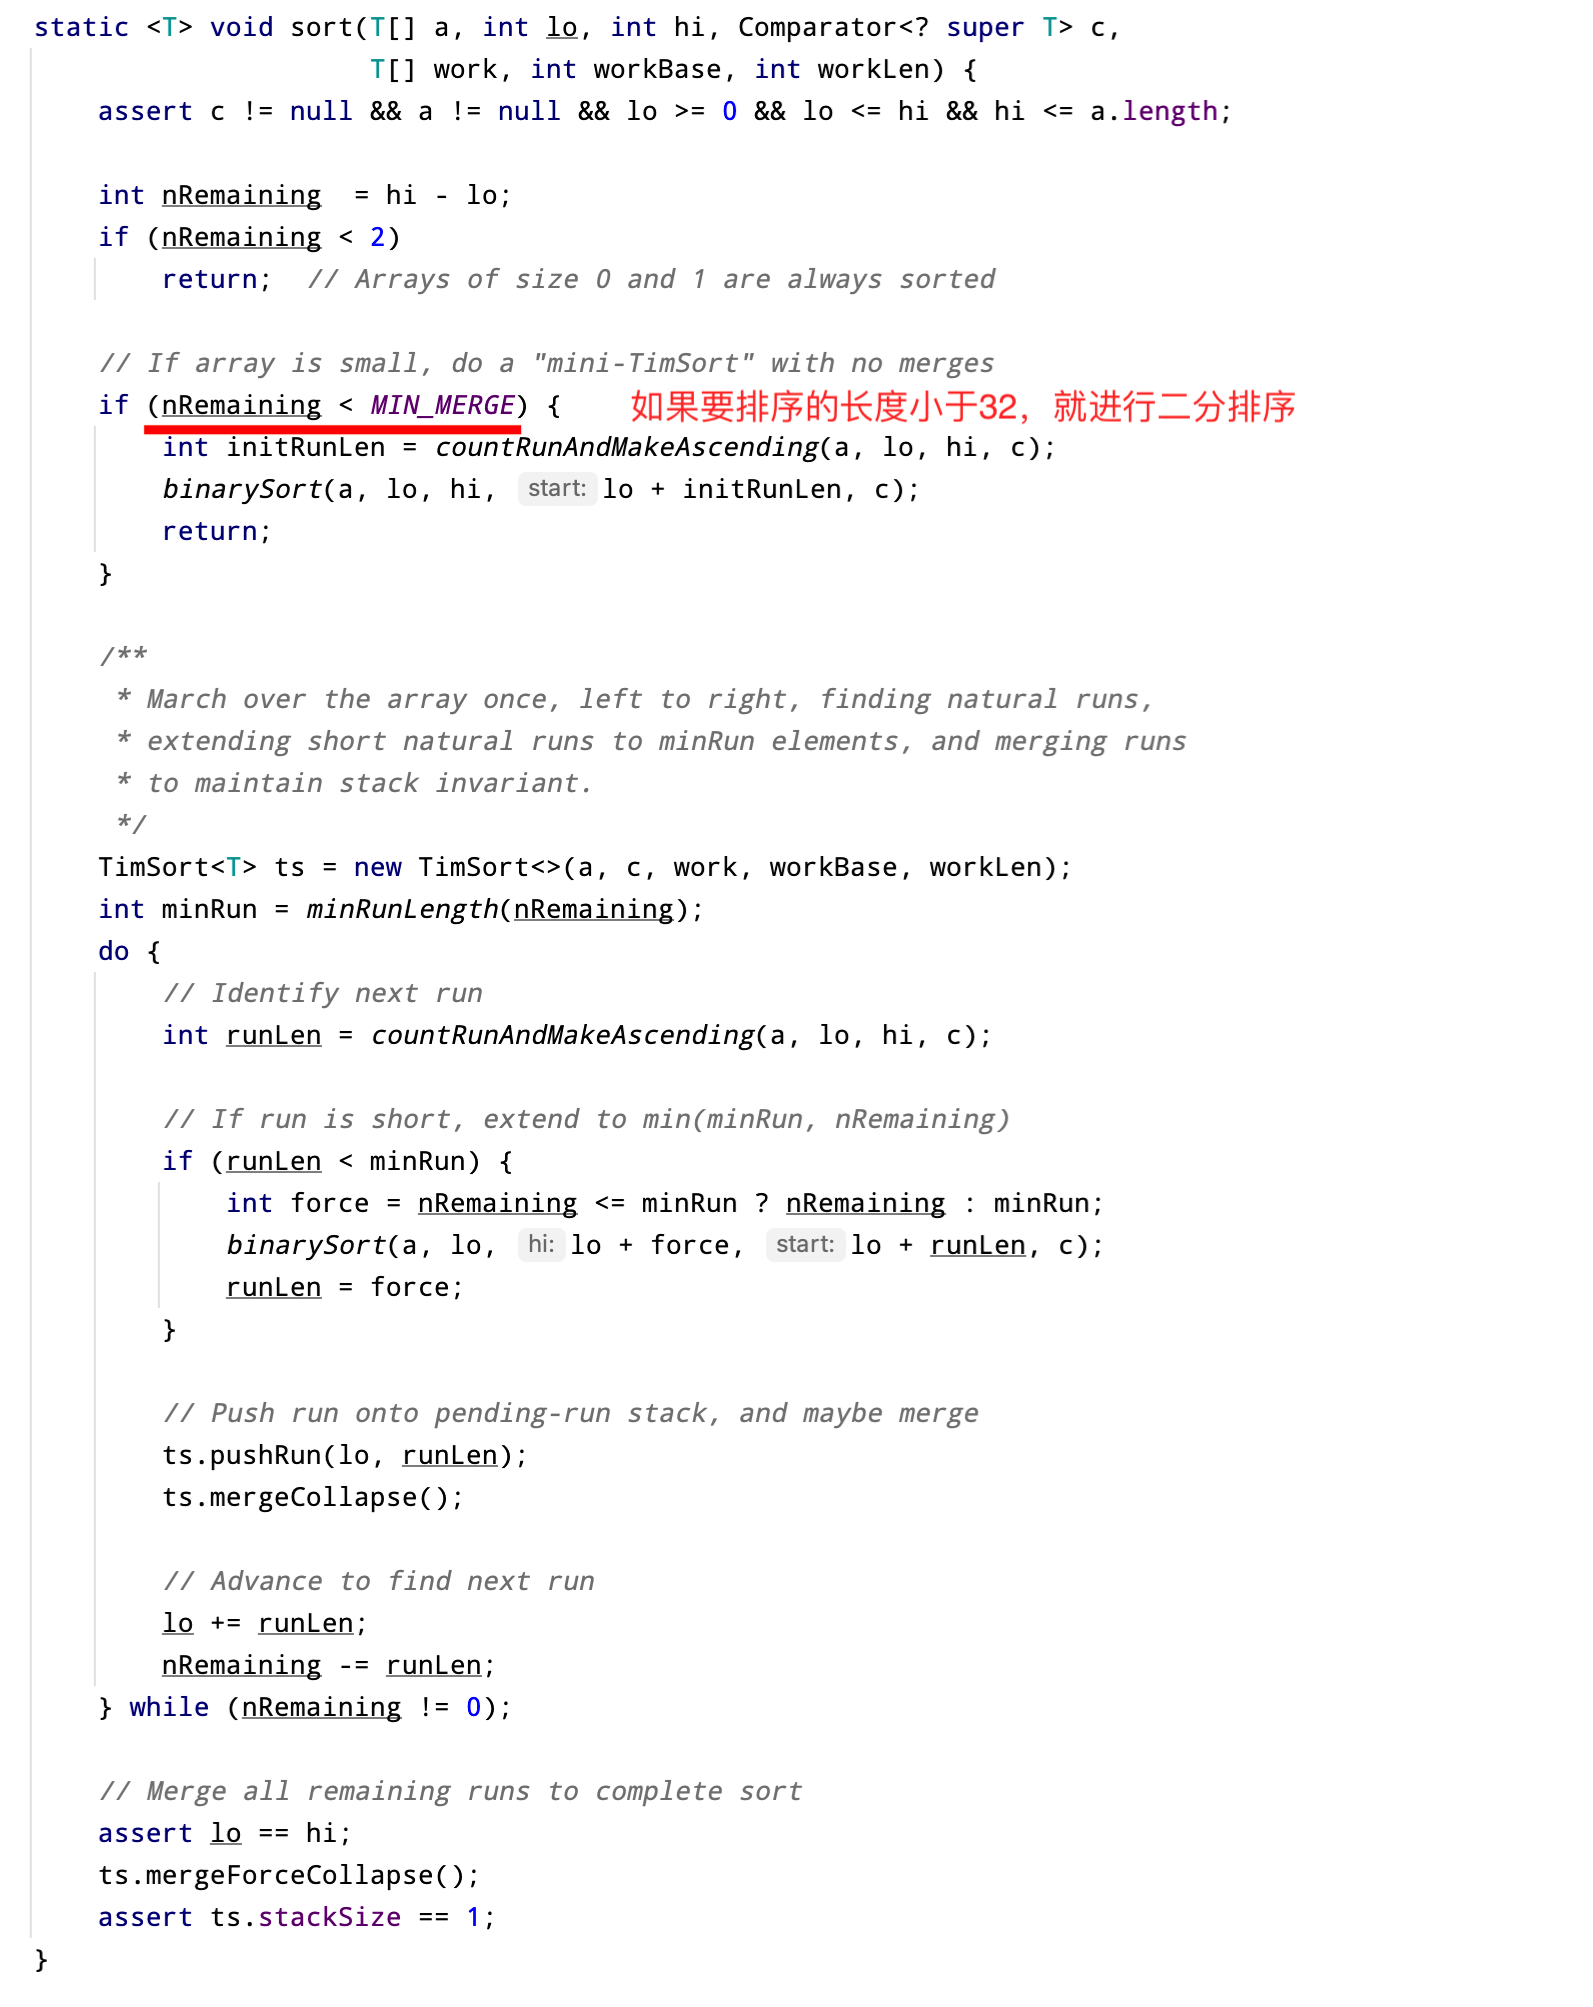 static <T> void sort(T[] a, int lo, int hi, Comparator<? super T> c,
                     T[] work, int workBase, int workLen) {
    assert c != null && a != null && lo >= 0 && lo <= hi && hi <= a.length;

    int nRemaining  = hi - lo;
    if (nRemaining < 2)
        return;  // Arrays of size 0 and 1 are always sorted

    // If array is small, do a "mini-TimSort" with no merges
    if (nRemaining < MIN_MERGE) {    如果要排序的长度小于32，就进行二分排序
        int initRunLen = countRunAndMakeAscending(a, lo, hi, c);
        binarySort(a, lo, hi, start: lo + initRunLen, c);
        return;
    }

    /**
     * March over the array once, left to right, finding natural runs,
     * extending short natural runs to minRun elements, and merging runs
     * to maintain stack invariant.
     */
    TimSort<T> ts = new TimSort<>(a, c, work, workBase, workLen);
    int minRun = minRunLength(nRemaining);
    do {
        // Identify next run
        int runLen = countRunAndMakeAscending(a, lo, hi, c);

        // If run is short, extend to min(minRun, nRemaining)
        if (runLen < minRun) {
            int force = nRemaining <= minRun ? nRemaining : minRun;
            binarySort(a, lo, hi: lo + force, start: lo + runLen, c);
            runLen = force;
        }

        // Push run onto pending-run stack, and maybe merge
        ts.pushRun(lo, runLen);
        ts.mergeCollapse();

        // Advance to find next run
        lo += runLen;
        nRemaining -= runLen;
    } while (nRemaining != 0);

    // Merge all remaining runs to complete sort
    assert lo == hi;
    ts.mergeForceCollapse();
    assert ts.stackSize == 1;
}